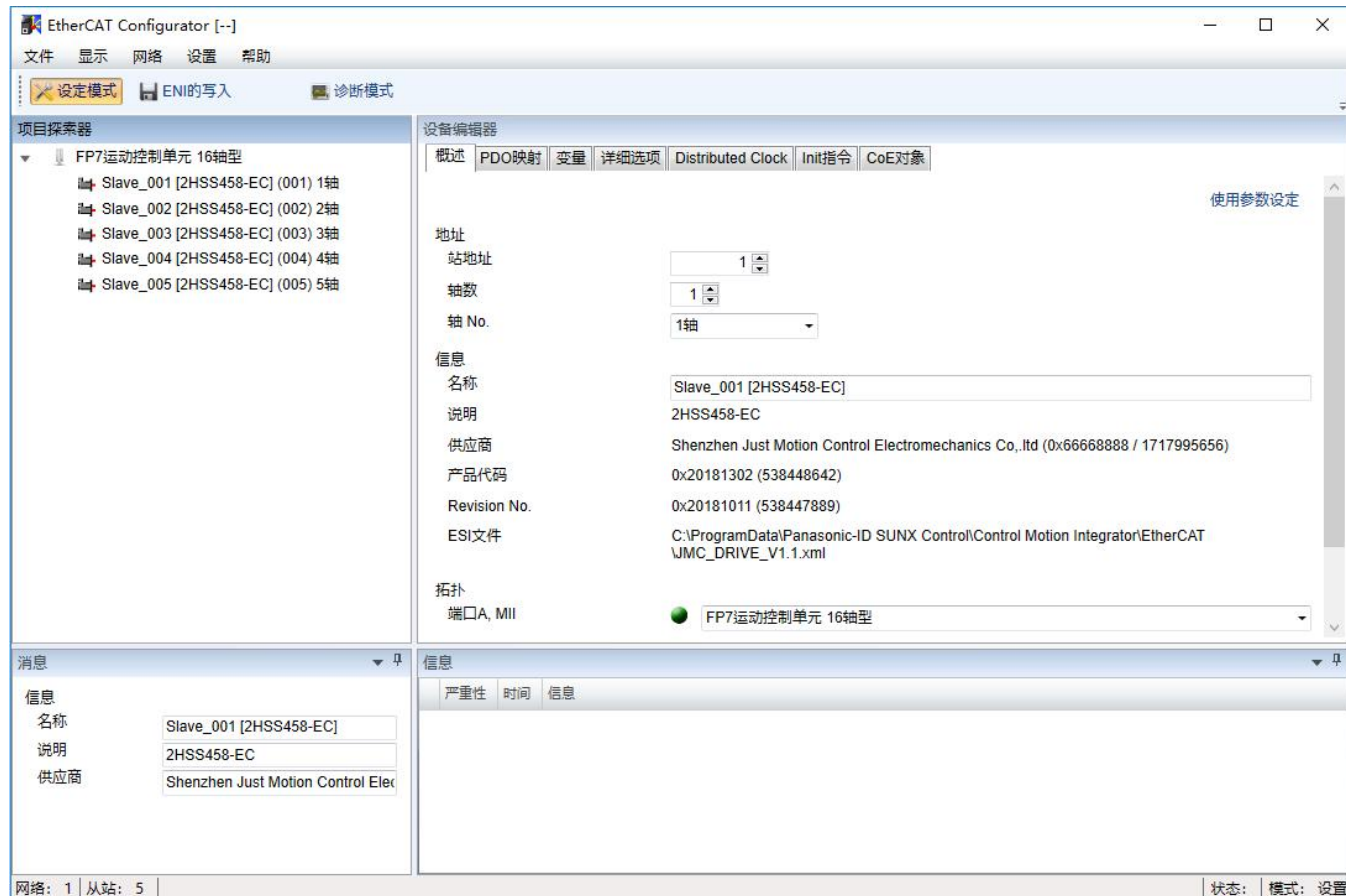 EtherCAT Configurator [--]
文件 显示 网络 设置 帮助
设定模式 ENI的写入 诊断模式
项目探索器
FP7运动控制单元 16轴型
Slave_001 [2HSS458-EC] (001) 1轴
Slave_002 [2HSS458-EC] (002) 2轴
Slave_003 [2HSS458-EC] (003) 3轴
Slave_004 [2HSS458-EC] (004) 4轴
Slave_005 [2HSS458-EC] (005) 5轴
设备编辑器
概述 PDO映射 变量 详细选项 Distributed Clock Init指令 CoE对象
使用参数设定
地址
站地址 1
轴数 1
轴 No. 1轴
信息
名称 Slave_001 [2HSS458-EC]
说明 2HSS458-EC
供应商 Shenzhen Just Motion Control Electromechanics Co,.ltd (0x66668888 / 1717995656)
产品代码 0x20181302 (538448642)
Revision No. 0x20181011 (538447889)
ESI文件 C:\ProgramData\Panasonic-ID SUNX Control\Control Motion Integrator\EtherCAT
\JMC_DRIVE_V1.1.xml
拓扑
端口A, MII FP7运动控制单元 16轴型
消息
信息
名称 Slave_001 [2HSS458-EC]
说明 2HSS458-EC
供应商 Shenzhen Just Motion Control Elec
信息
严重性 时间 信息
网络: 1 从站: 5 状态: 模式: 设置